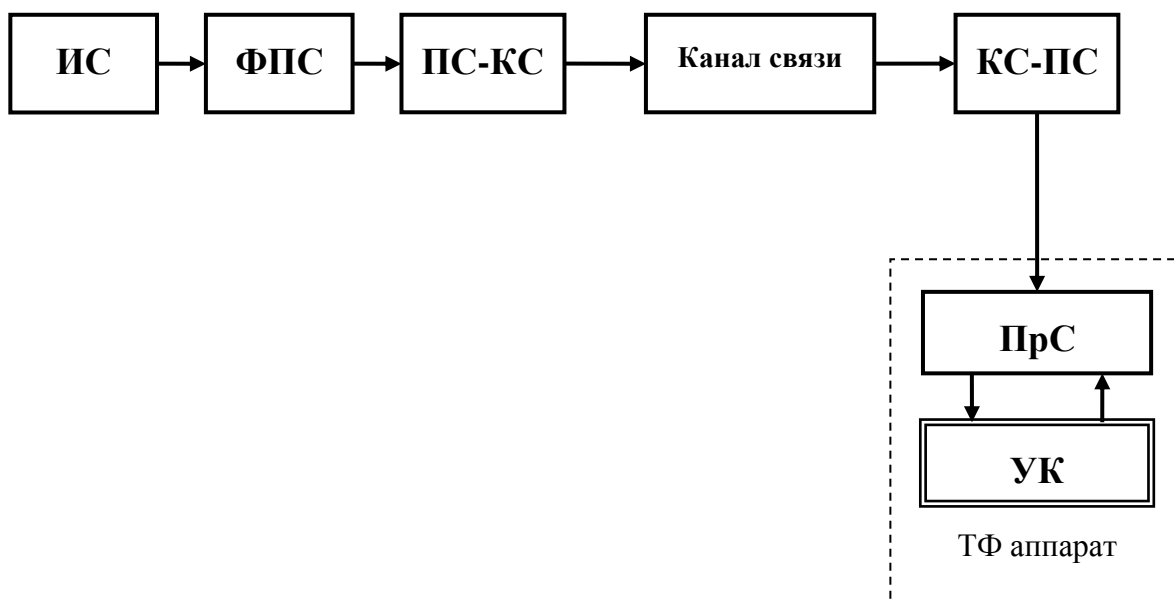 ИС
ФПС
ПС-КС
Канал связи
КС-ПС
ПрС
УК
ТФ аппарат